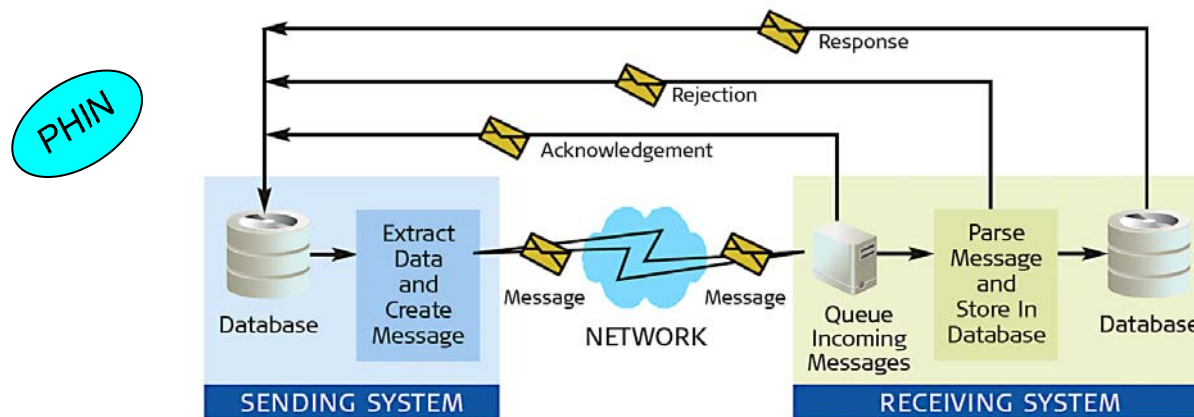 Response
PHIN
Rejection
Acknowledgement
Database
Extract
Data
and
Create
Message
Message
NETWORK
Message
Queue
Incoming
Messages
Parse
Message
and
Store In
Database
Database
SENDING SYSTEM
RECEIVING SYSTEM